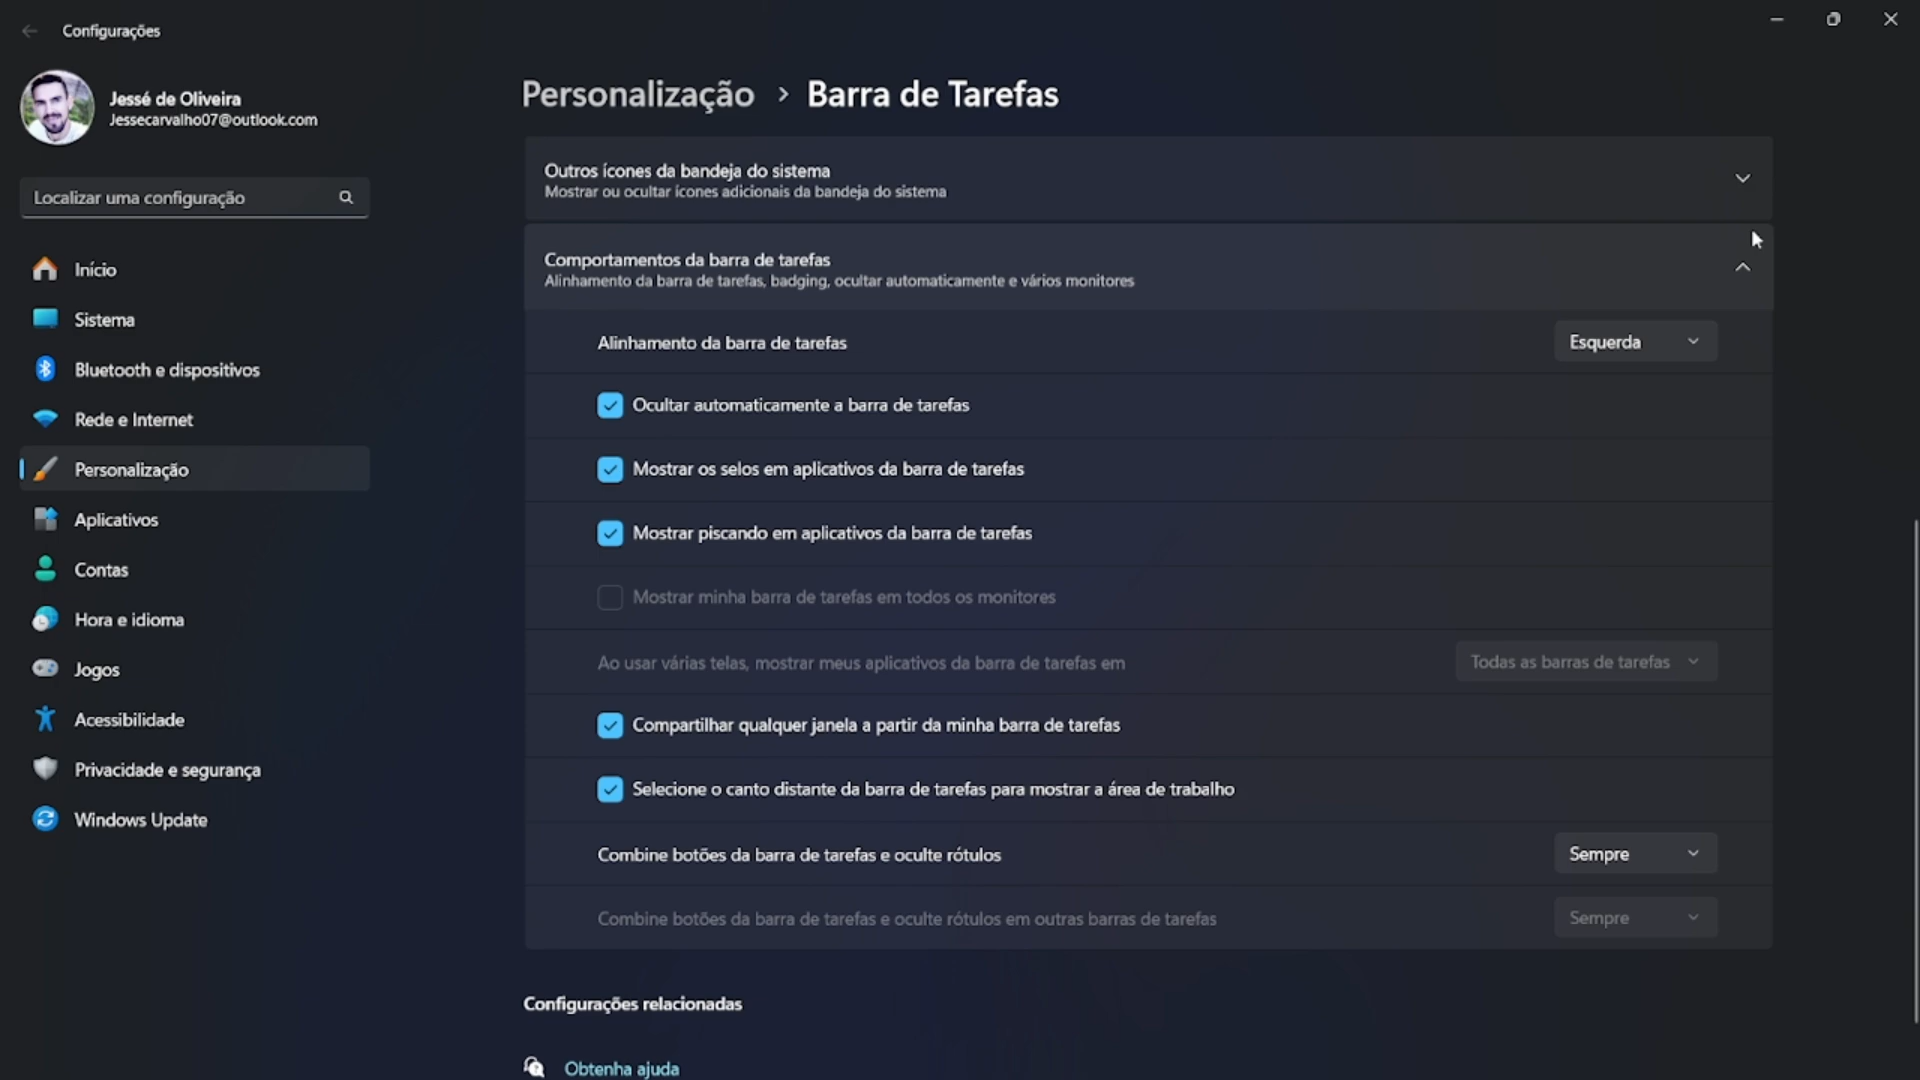 Configurações
Jessé de Oliveira
Jessecarvalho07@outlook.com
Localizar uma configuração
Início
Sistema
Bluetooth e dispositivos
Rede e Internet
Personalização
Aplicativos
Contas
Hora e idioma
Jogos
Acessibilidade
Privacidade e segurança
Windows Update
Personalização > Barra de Tarefas
Outros ícones da bandeja do sistema
Mostrar ou ocultar ícones adicionais da bandeja do sistema
Comportamentos da barra de tarefas
Alinhamento da barra de tarefas, badging, ocultar automaticamente e vários monitores
Alinhamento da barra de tarefas Esquerda
Ocultar automaticamente a barra de tarefas
Mostrar os selos em aplicativos da barra de tarefas
Mostrar piscando em aplicativos da barra de tarefas
Mostrar minha barra de tarefas em todos os monitores
Ao usar várias telas, mostrar meus aplicativos da barra de tarefas em Todas as barras de tarefas
Compartilhar qualquer janela a partir da minha barra de tarefas
Selecione o canto distante da barra de tarefas para mostrar a área de trabalho
Combine botões da barra de tarefas e oculte rótulos Sempre
Combine botões da barra de tarefas e oculte rótulos em outras barras de tarefas Sempre
Configurações relacionadas
Obtenha ajuda